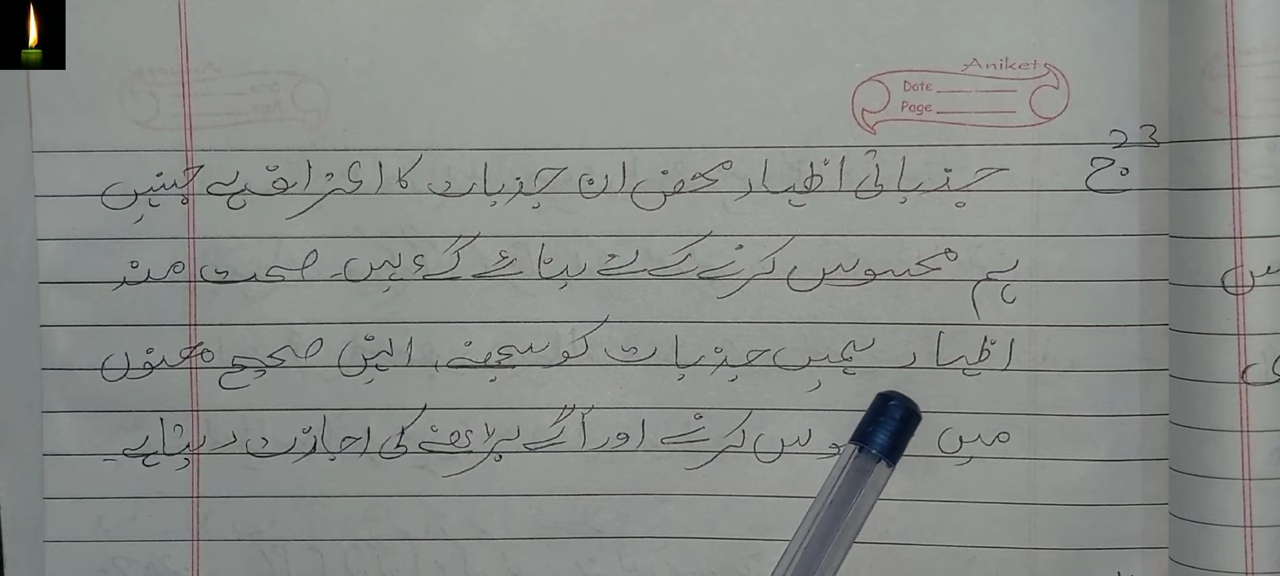 Aniket
Date
Page
23
ج
جذباتی اظہار محض ان جذبات کا اعتراف ہے جنہیں
ہم محسوس کرنے کے لئے بنائے گئے ہیں۔ صحت مند
اظہار ہمیں جذبات کو سمجھنے، انہیں صحیح معنوں
میں کرنے اور آگے بڑھنے کی اجازت دیتا ہے۔